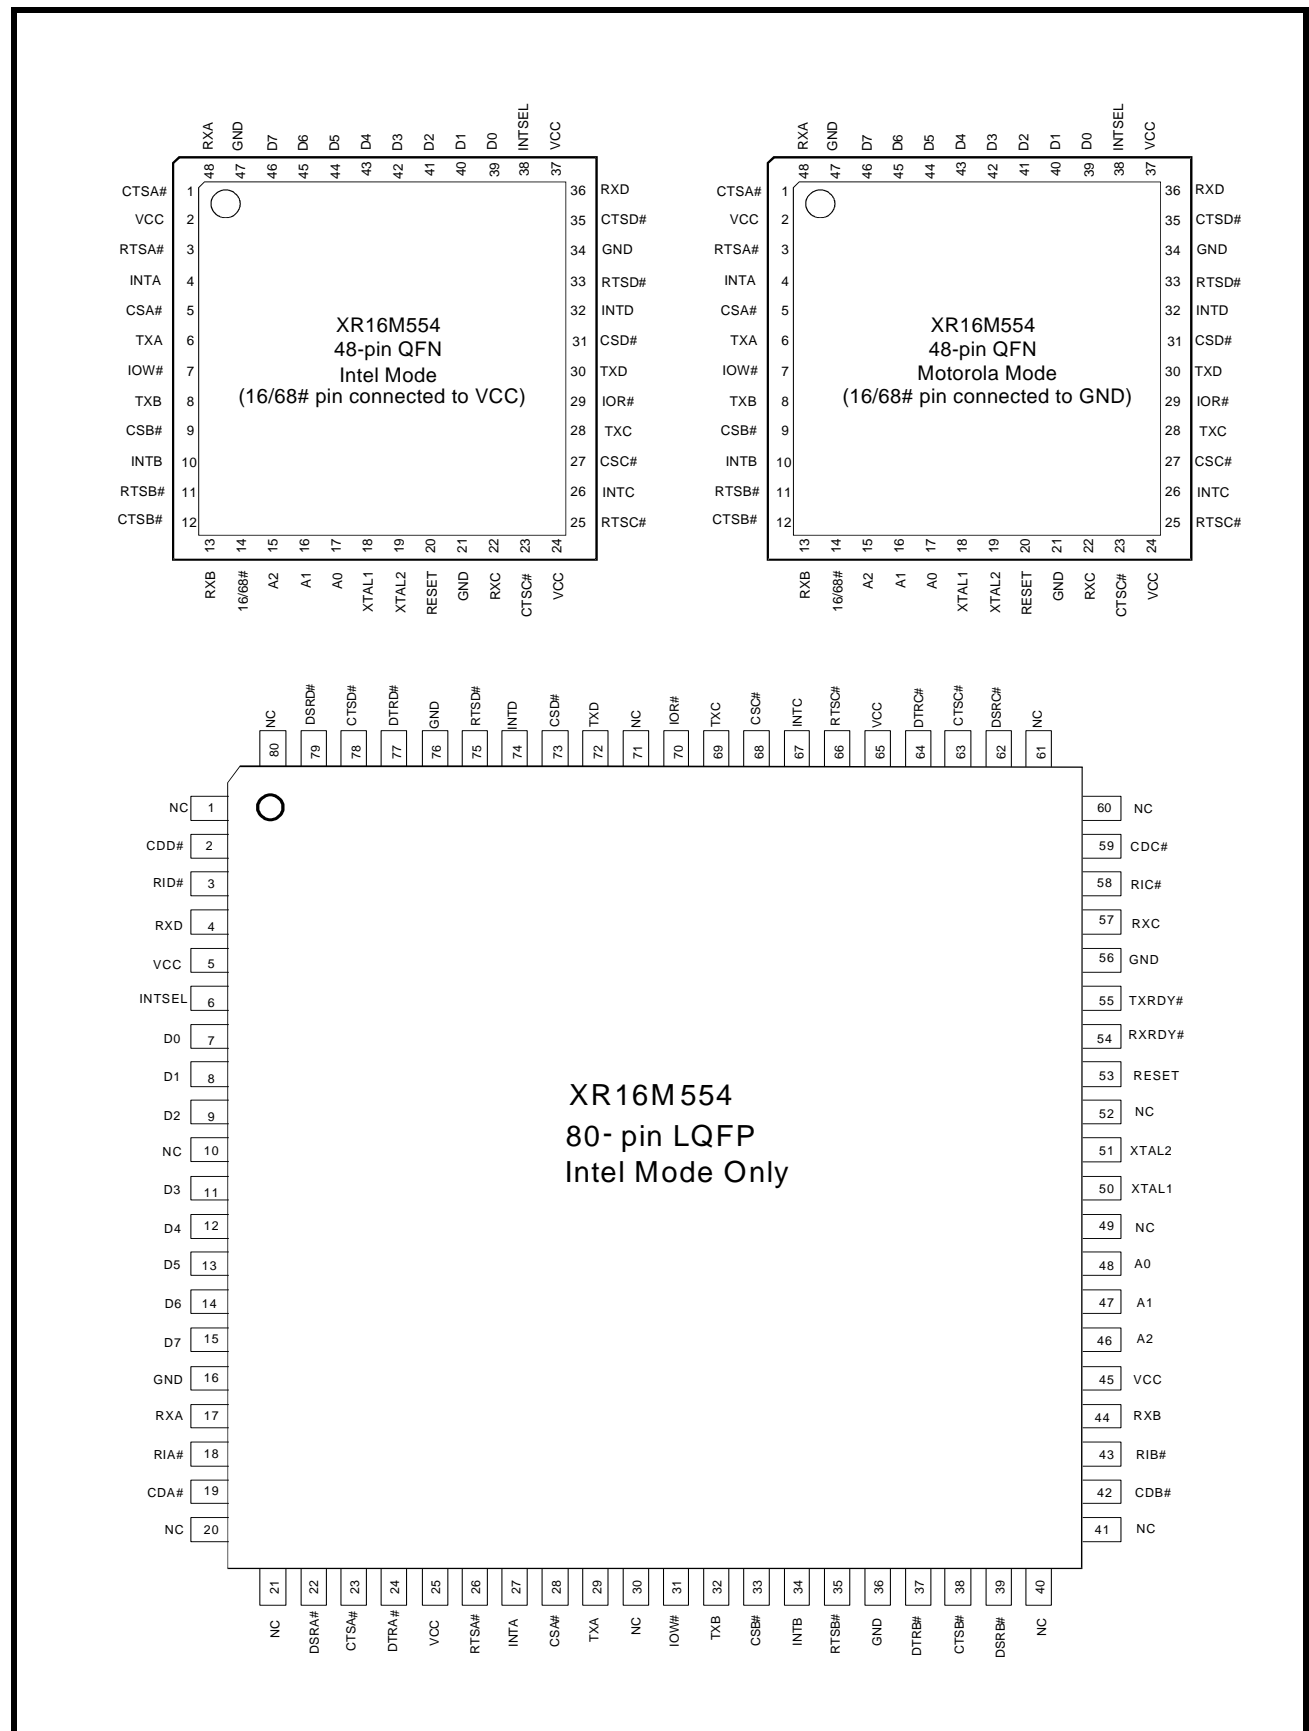 RXA GND D7 D6 D5 D4 D3 D2 D1 D0 INTSEL VCC
48 47 46 45 44 43 42 41 40 39 38 37
CTSA# 1 36 RXD
VCC 2 35 CTSD#
RTSA# 3 34 GND
INTA 4 33 RTSD#
CSA# 5 32 INTD
TXA 6 31 CSD#
IOW# 7 30 TXD
TXB 8 29 IOR#
CSB# 9 28 TXC
INTB 10 27 CSC#
RTSB# 11 26 INTC
CTSB# 12 25 RTSC#
XR16M554
48-pin QFN
Intel Mode
(16/68# pin connected to VCC)
13 14 15 16 17 18 19 20 21 22 23 24
RXB 16/68# A2 A1 A0 XTAL1 XTAL2 RESET GND RXC CTSC# VCC
RXA GND D7 D6 D5 D4 D3 D2 D1 D0 INTSEL VCC
48 47 46 45 44 43 42 41 40 39 38 37
CTSA# 1 36 RXD
VCC 2 35 CTSD#
RTSA# 3 34 GND
INTA 4 33 RTSD#
CSA# 5 32 INTD
TXA 6 31 CSD#
IOW# 7 30 TXD
TXB 8 29 IOR#
CSB# 9 28 TXC
INTB 10 27 CSC#
RTSB# 11 26 INTC
CTSB# 12 25 RTSC#
XR16M554
48-pin QFN
Motorola Mode
(16/68# pin connected to GND)
13 14 15 16 17 18 19 20 21 22 23 24
RXB 16/68# A2 A1 A0 XTAL1 XTAL2 RESET GND RXC CTSC# VCC
NC DSRD# CTSD# DTRD# GND RTSD# INTD CSD# TXD NC IOR# TXC CSC# INTC RTSC# VCC DTRC# CTSC# DSRC# NC
80 79 78 77 76 75 74 73 72 71 70 69 68 67 66 65 64 63 62 61
NC 1 60 NC
CDD# 2 59 CDC#
RID# 3 58 RIC#
RXD 4 57 RXC
VCC 5 56 GND
INTSEL 6 55 TXRDY#
D0 7 54 RXRDY#
D1 8 53 RESET
D2 9 52 NC
NC 10 51 XTAL2
D3 11 50 XTAL1
D4 12 49 NC
D5 13 48 A0
D6 14 47 A1
D7 15 46 A2
GND 16 45 VCC
RXA 17 44 RXB
RIA# 18 43 RIB#
CDA# 19 42 CDB#
NC 20 41 NC
XR16M554
80- pin LQFP
Intel Mode Only
21 22 23 24 25 26 27 28 29 30 31 32 33 34 35 36 37 38 39 40
NC DSRA# CTSA# DTRA# VCC RTSA# INTA CSA# TXA NC IOW# TXB CSB# INTB RTSB# GND DTRB# CTSB# DSRB# NC